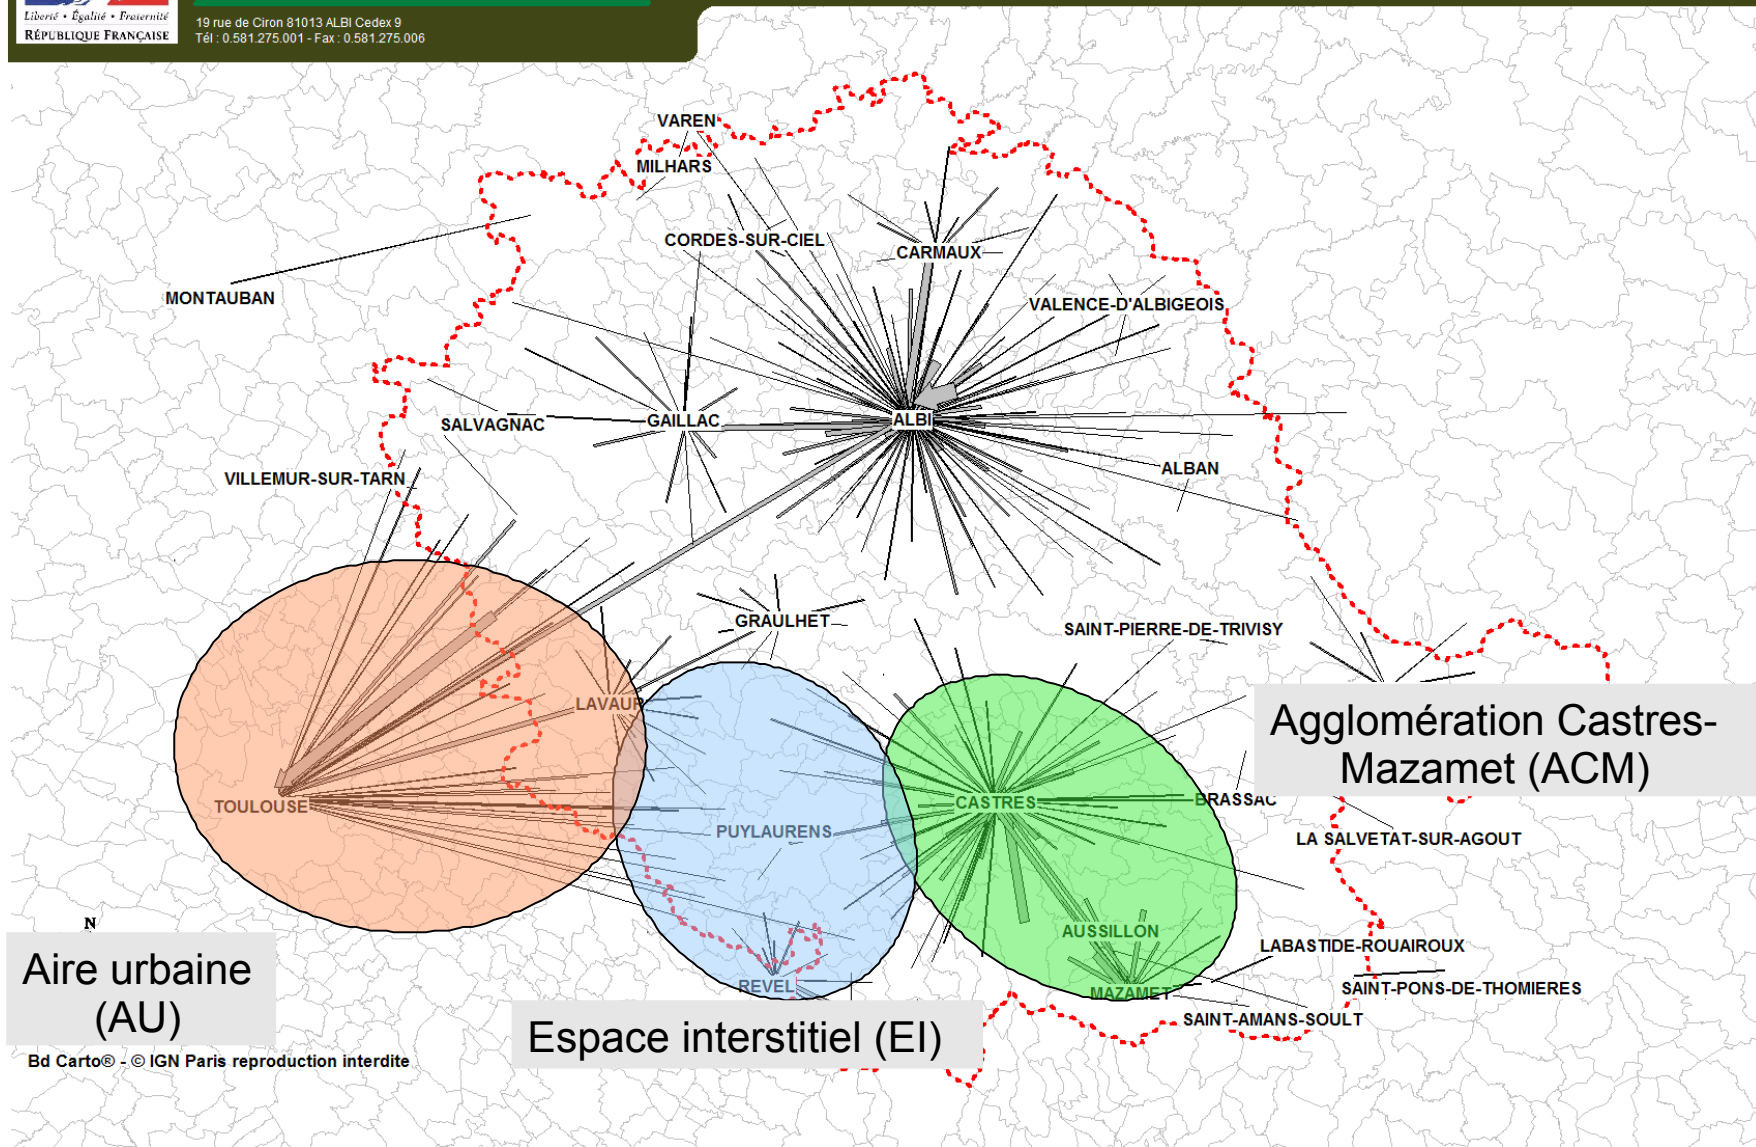 Liberté • Égalité • Fraternité
RÉPUBLIQUE FRANÇAISE
19 rue de Ciron 81013 ALBI Cedex 9
Tél : 0.581.275.001 - Fax : 0.581.275.006
VAREN
MILHARS
CORDES-SUR-CIEL
CARMAUX
MONTAUBAN
VALENCE-D'ALBIGEOIS
SALVAGNAC
GAILLAC
ALBI
VILLEMUR-SUR-TARN
ALBAN
GRAULHET
SAINT-PIERRE-DE-TRIVISY
LAVAUR
Agglomération Castres-
Mazamet (ACM)
TOULOUSE
CASTRES
BRASSAC
PUYLAURENS
LA SALVETAT-SUR-AGOUT
N
AUSSILLON
LABASTIDE-ROUAIROUX
Aire urbaine
(AU)
REVEL
MAZAMET
SAINT-PONS-DE-THOMIERES
SAINT-AMANS-SOULT
Espace interstitiel (EI)
Bd Carto® - © IGN Paris reproduction interdite